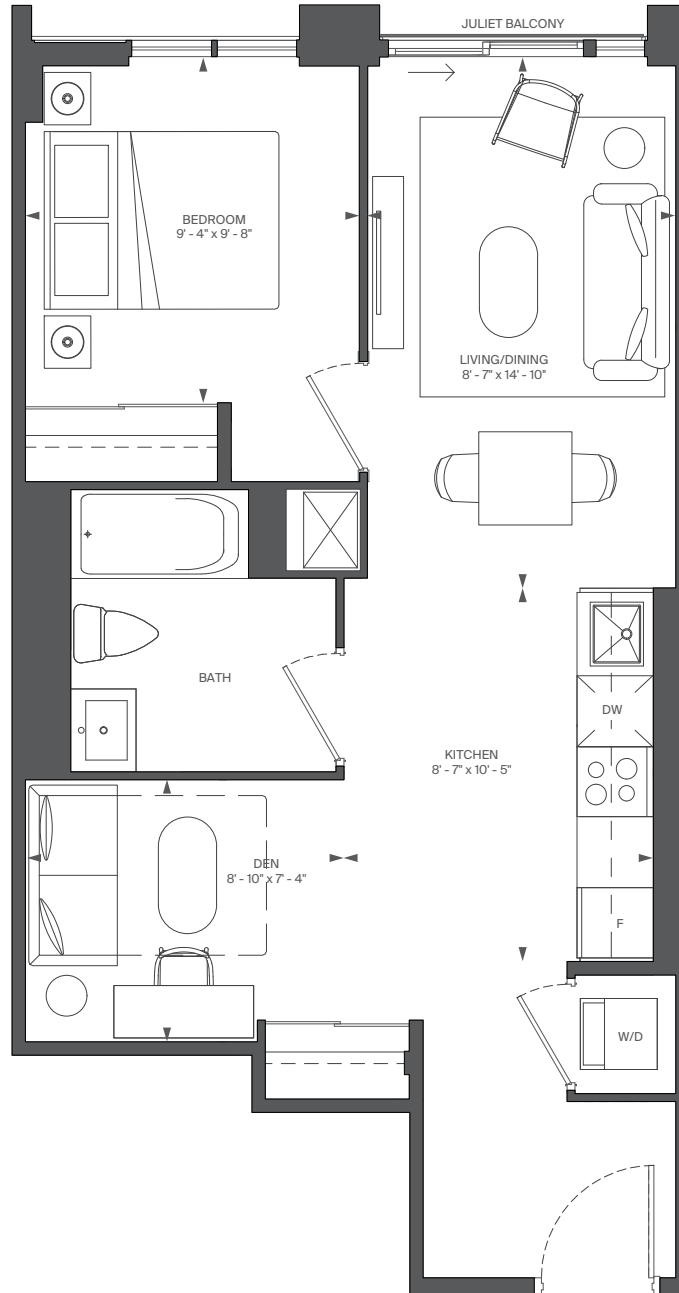 JULIET BALCONY
BEDROOM
9' - 4" x 9' - 8"
LIVING/DINING
8' - 7" x 14' - 10"
BATH
DW
KITCHEN
8' - 7" x 10' - 5"
DEN
8' - 10" x 7' - 4"
F
W/D